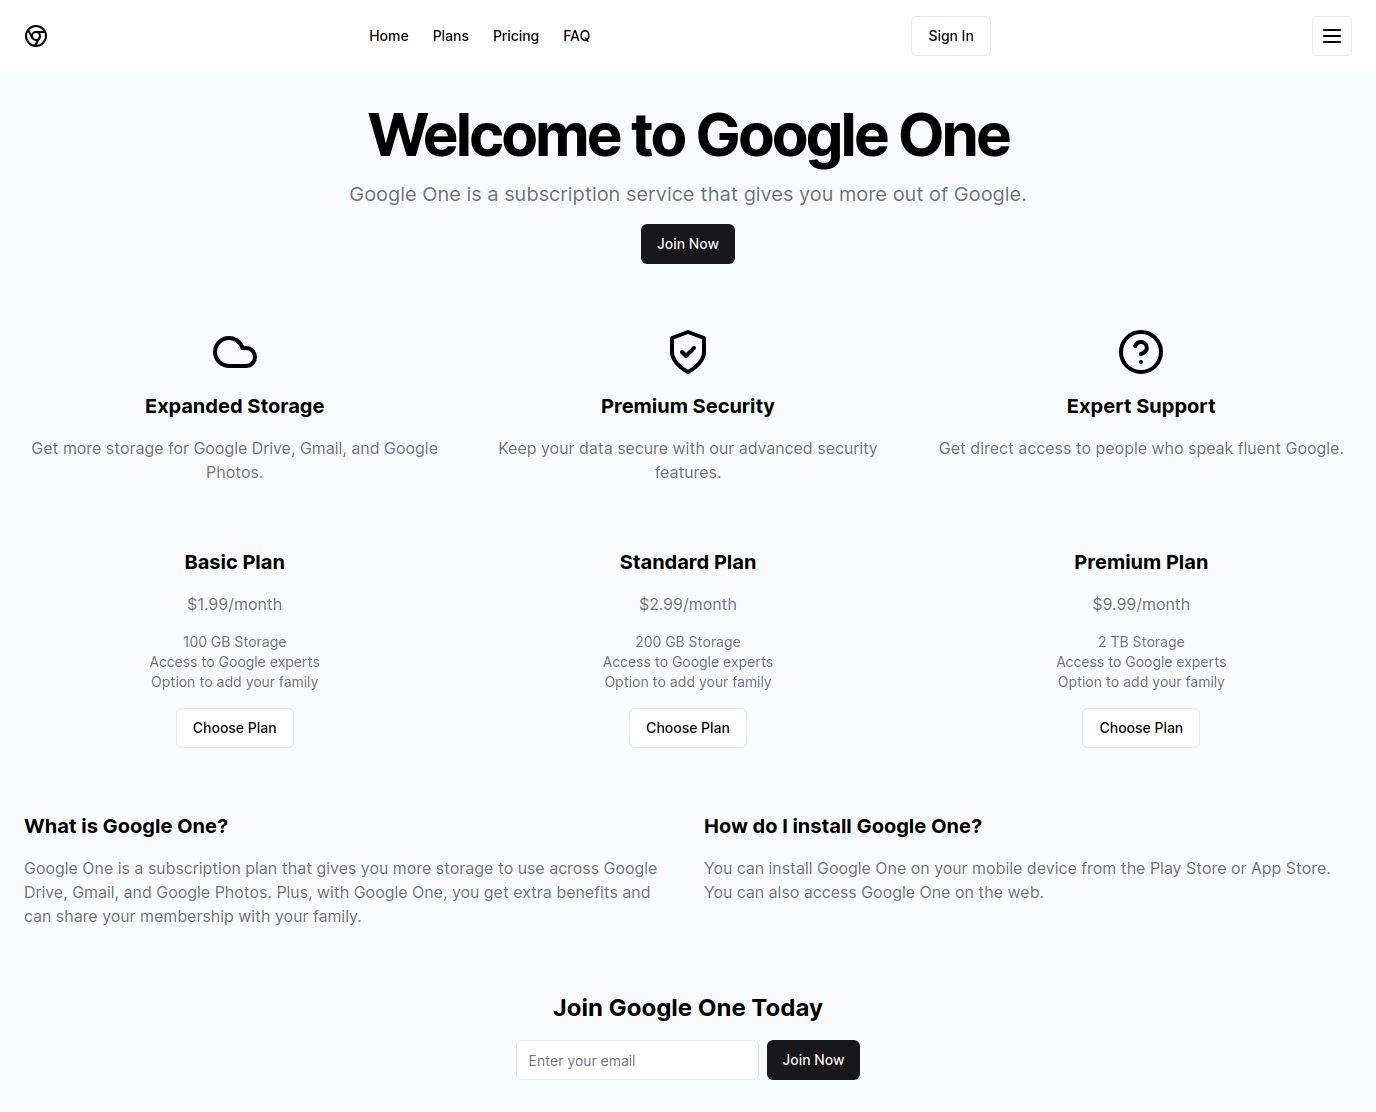 Home Plans Pricing FAQ Sign In
Welcome to Google One
Google One is a subscription service that gives you more out of Google.
Join Now
Expanded Storage
Get more storage for Google Drive, Gmail, and Google
Photos.
Premium Security
Keep your data secure with our advanced security
features.
Expert Support
Get direct access to people who speak fluent Google.
Basic Plan
$1.99/month
100 GB Storage
Access to Google experts
Option to add your family
Choose Plan
Standard Plan
$2.99/month
200 GB Storage
Access to Google experts
Option to add your family
Choose Plan
Premium Plan
$9.99/month
2 TB Storage
Access to Google experts
Option to add your family
Choose Plan
What is Google One?
Google One is a subscription plan that gives you more storage to use across Google
Drive, Gmail, and Google Photos. Plus, with Google One, you get extra benefits and
can share your membership with your family.
How do I install Google One?
You can install Google One on your mobile device from the Play Store or App Store.
You can also access Google One on the web.
Join Google One Today
Enter your email Join Now